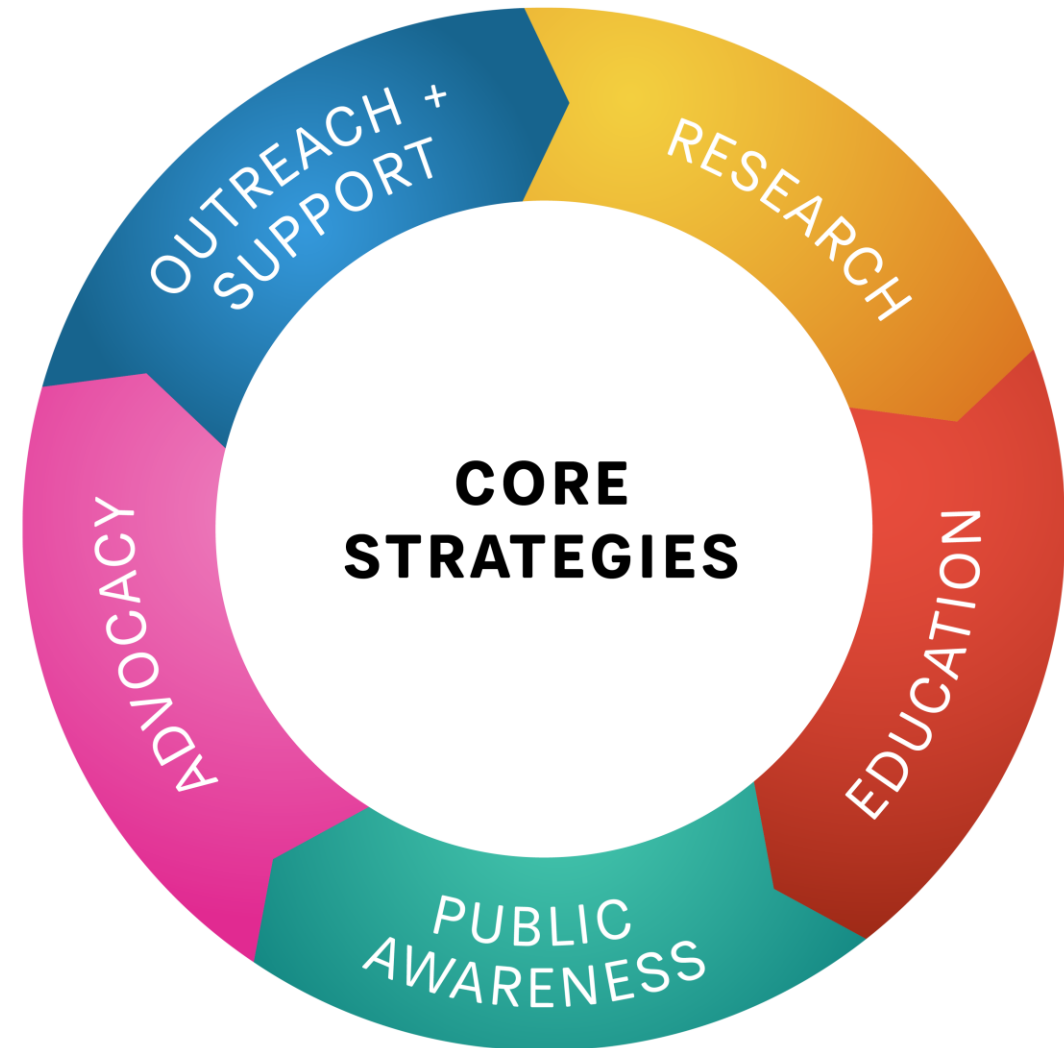 OUTREACH +
SUPPORT
RESEARCH
CORE
STRATEGIES
EDUCATION
ADVOCACY
PUBLIC
AWARENESS